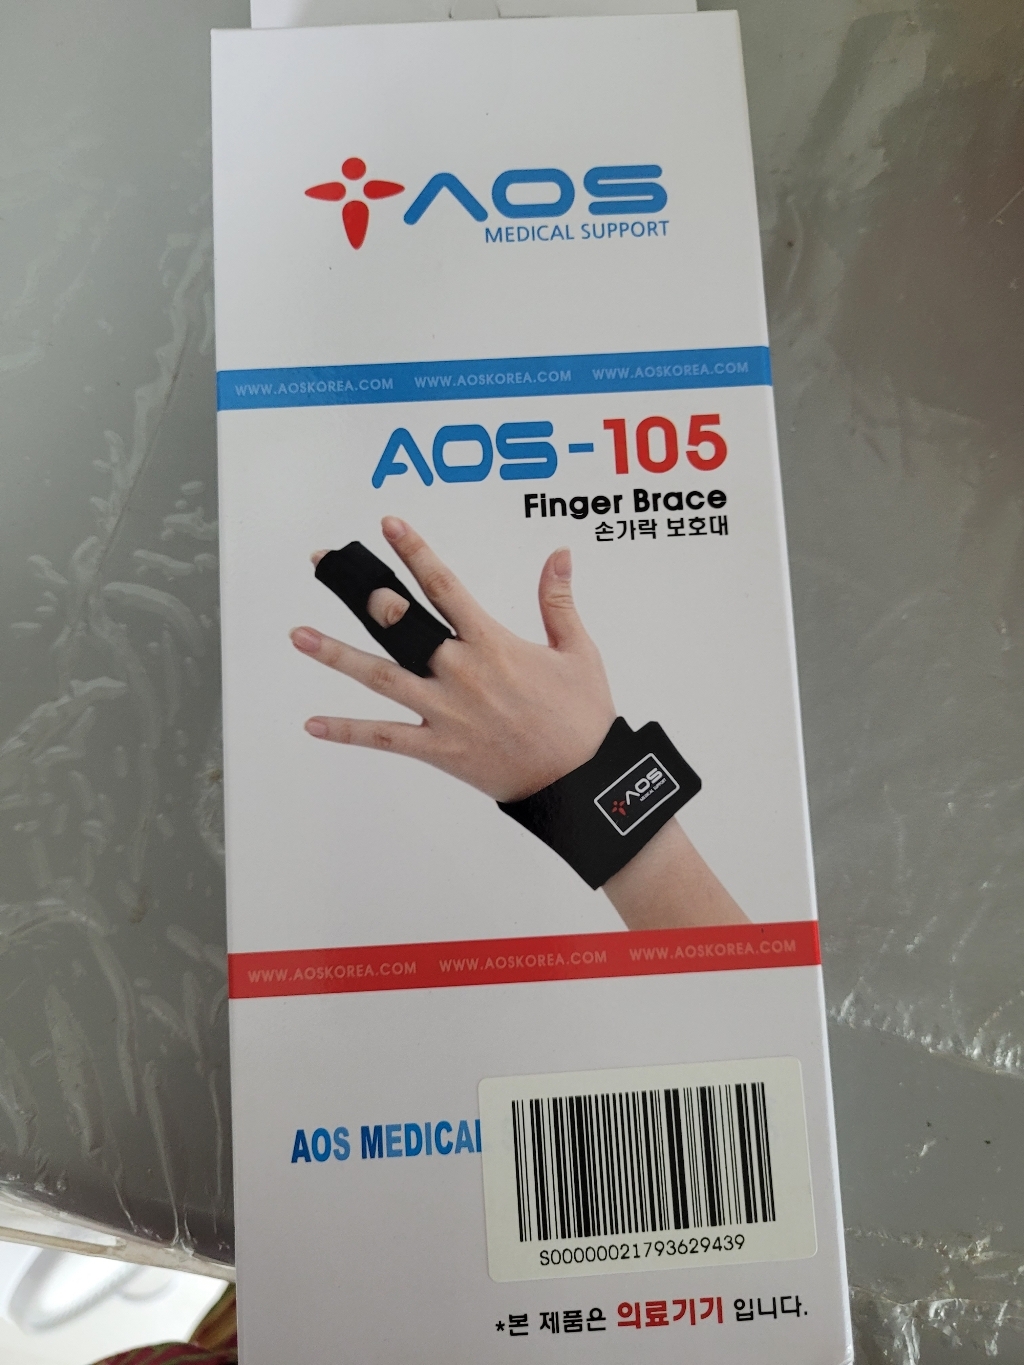 AOS
MEDICAL SUPPORT
WWW.AOSKOREA.COM WWW.AOSKOREA.COM WWW.AOSKOREA.COM
AOS-105
Finger Brace
손가락 보호대
AOS
MEDICAL SUPPORT
WWW.AOSKOREA.COM WWW.AOSKOREA.COM WWW.AOSKOREA.COM
AOS MEDICAL
S00000021793629439
*본 제품은 의료기기 입니다.